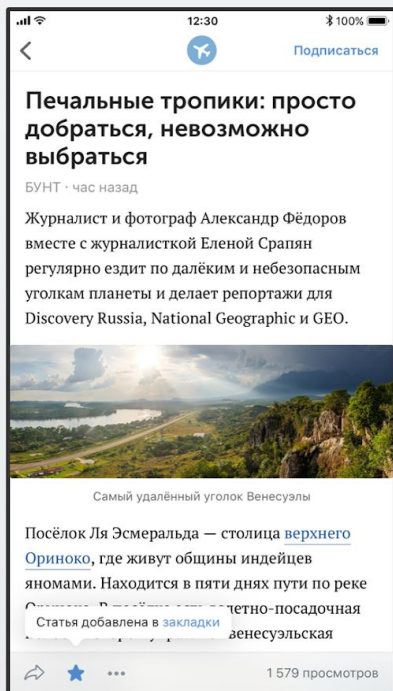 12:30
100%
Подписаться
Печальные тропики: просто
добраться, невозможно
выбраться
БУНТ · час назад
Журналист и фотограф Александр Фёдоров
вместе с журналисткой Еленой Срапян
регулярно ездит по далёким и небезопасным
уголкам планеты и делает репортажи для
Discovery Russia, National Geographic и GEO.
Самый удалённый уголок Венесуэлы
Посёлок Ля Эсмеральда — столица верхнего
Ориноко, где живут общины индейцев
яномами. Находится в пяти днях пути по реке
Статья добавлена в закладки
венесуэльская
1 579 просмотров